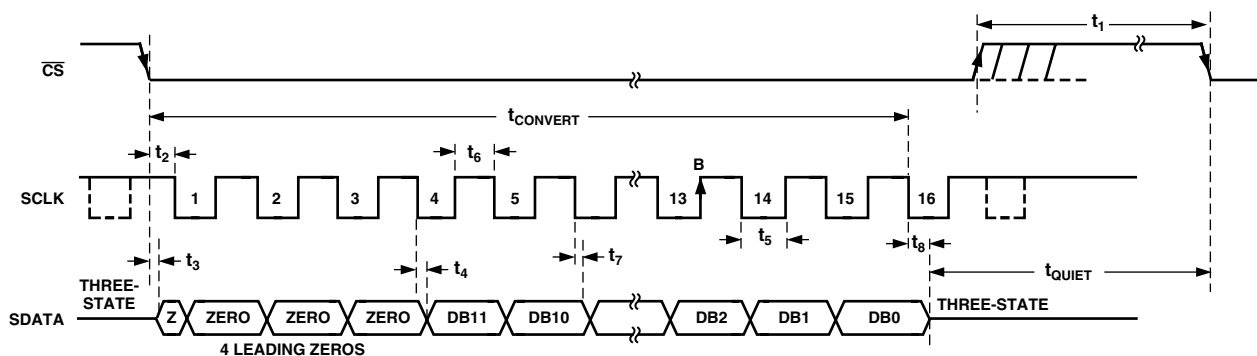 t1
CS
tCONVERT
t2
t6
B
SCLK
1
2
3
4
5
13
14
15
16
t5
t8
t3
t4
t7
tQUIET
THREE-
STATE
THREE-STATE
SDATA
Z
ZERO
ZERO
ZERO
DB11
DB10
DB2
DB1
DB0
4 LEADING ZEROS